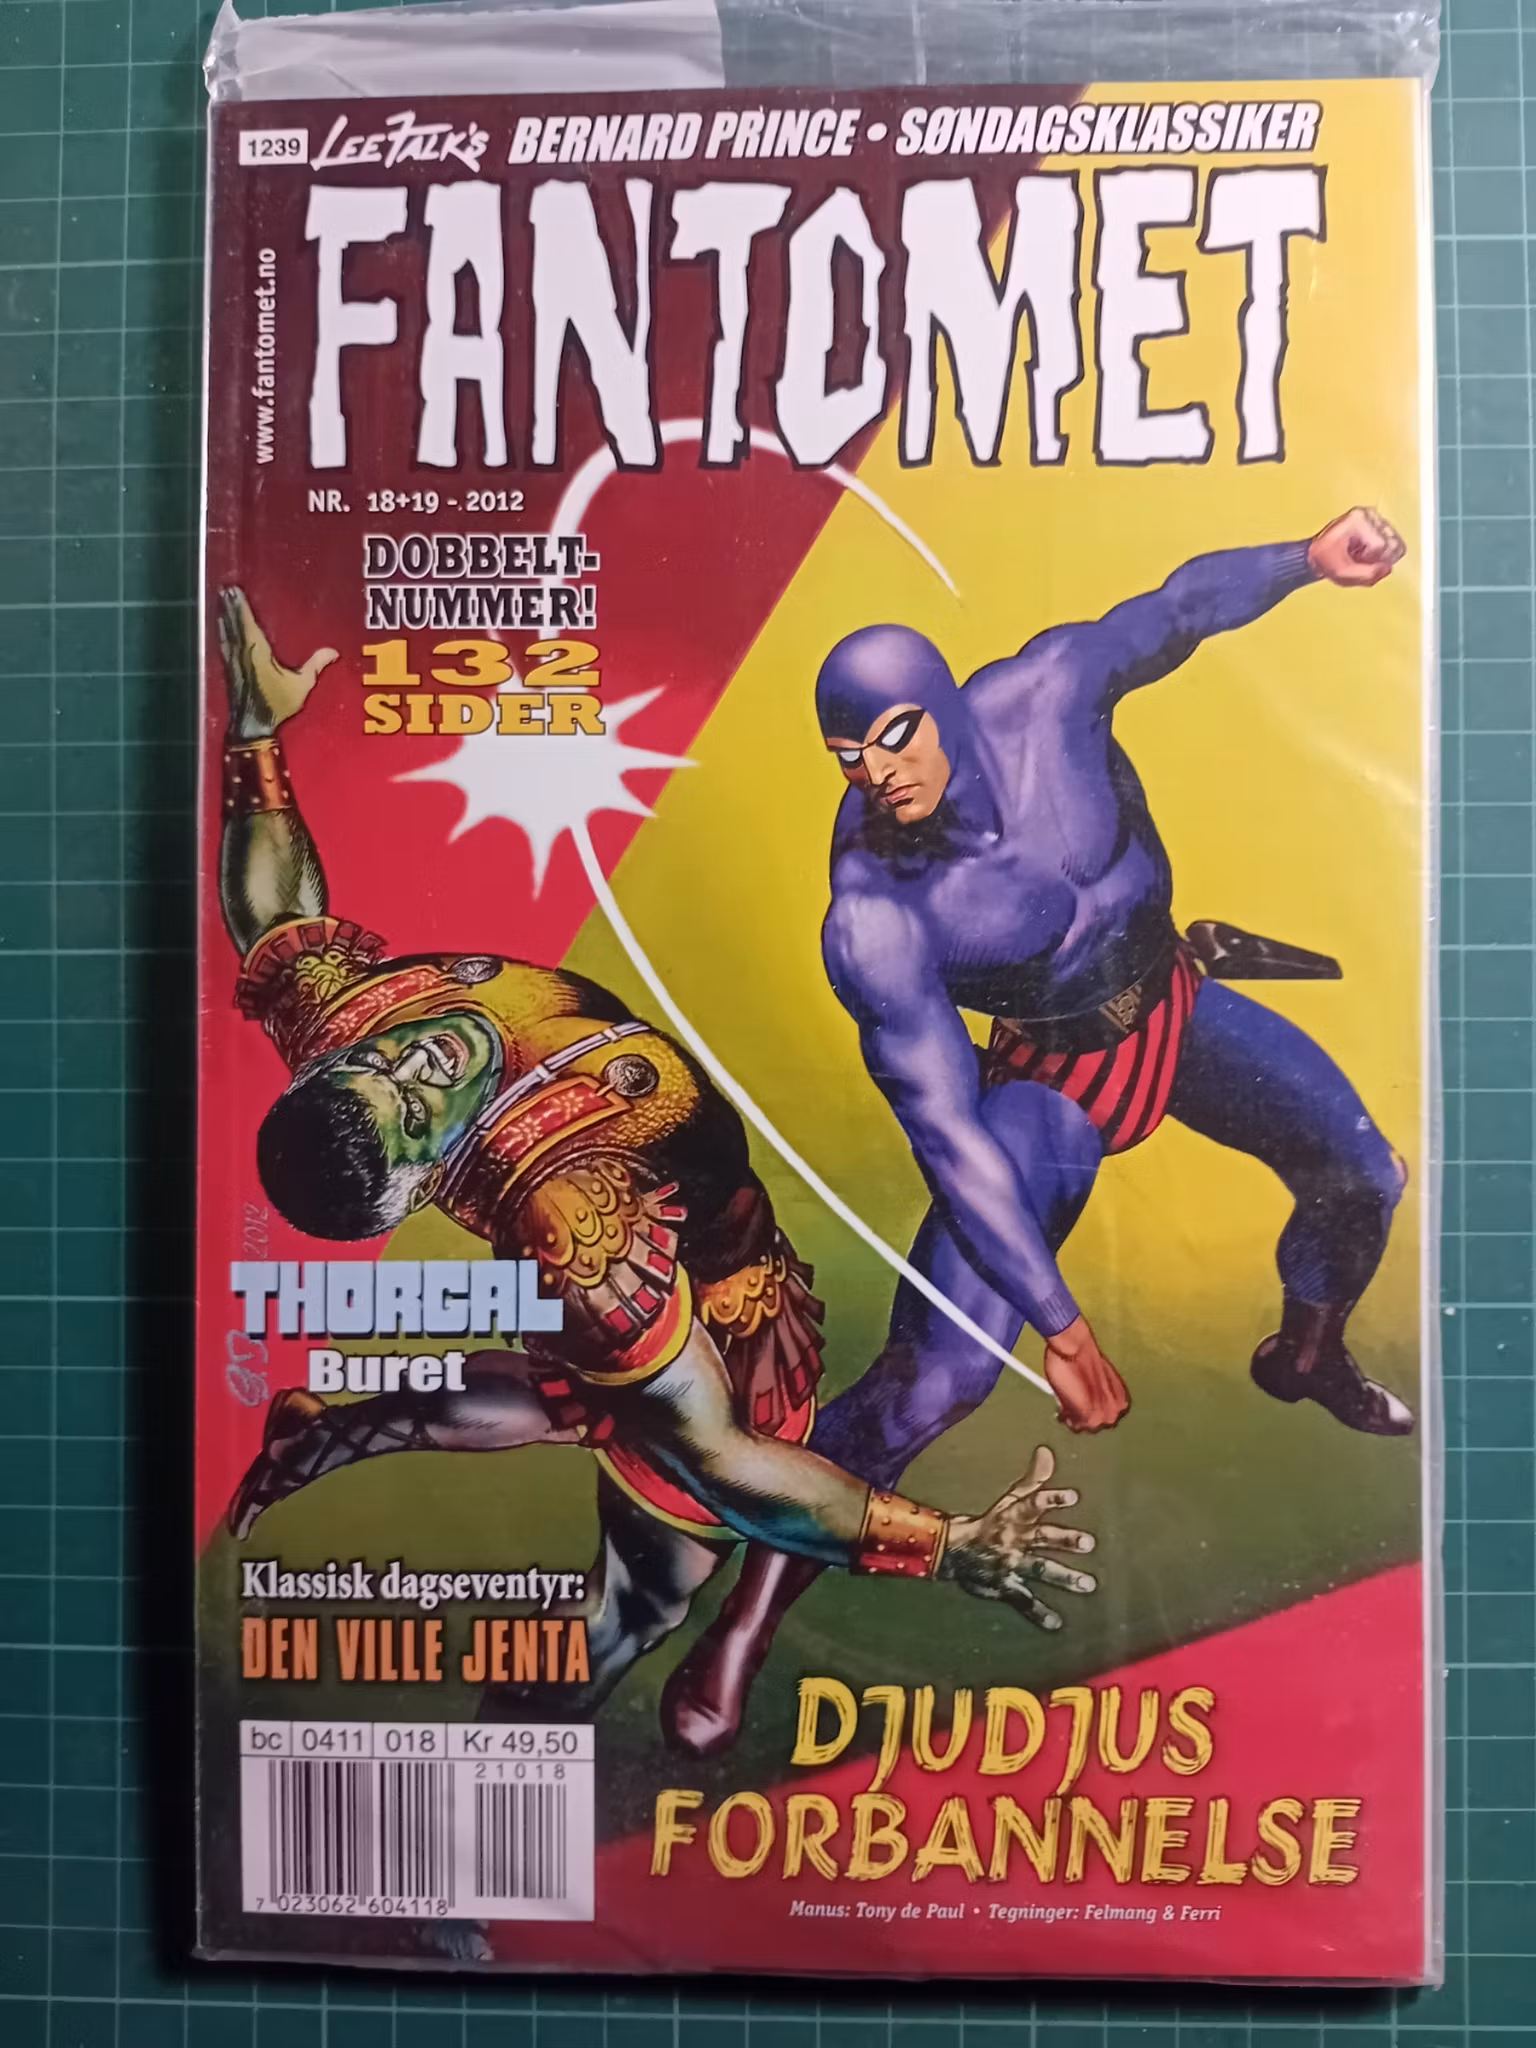 1239 LEE FALK'S BERNARD PRINCE • SØNDAGSKLASSIKER
FANTOMET
www.fantomet.no
NR. 18+19 - 2012
DOBBELT-
NUMMER!
132
SIDER
2012
THORGAL
Buret
Klassisk dagseventyr:
DEN VILLE JENTA
bc 0411 018 Kr 49,50
21018
7 023062 604118
DJUDJUS
FORBANNELSE
Manus: Tony de Paul • Tegninger: Felmang & Ferri